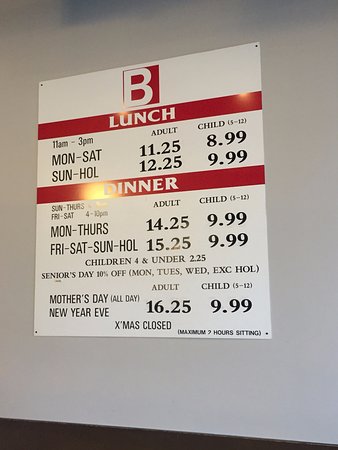 B
LUNCH
11am - 3pm ADULT CHILD (5-12)
MON-SAT 11.25 8.99
SUN-HOL 12.25 9.99
DINNER
SUN-THURS
FRI-SAT 4-10pm ADULT CHILD (5-12)
MON-THURS 14.25 9.99
FRI-SAT-SUN-HOL 15.25 9.99
CHILDREN 4 & UNDER 2.25
SENIOR'S DAY 10% OFF (MON, TUES, WED, EXC HOL)
ADULT CHILD (5-12)
MOTHER'S DAY (ALL DAY)
NEW YEAR EVE 16.25 9.99
X'MAS CLOSED
(MAXIMUM 2 HOURS SITTING)